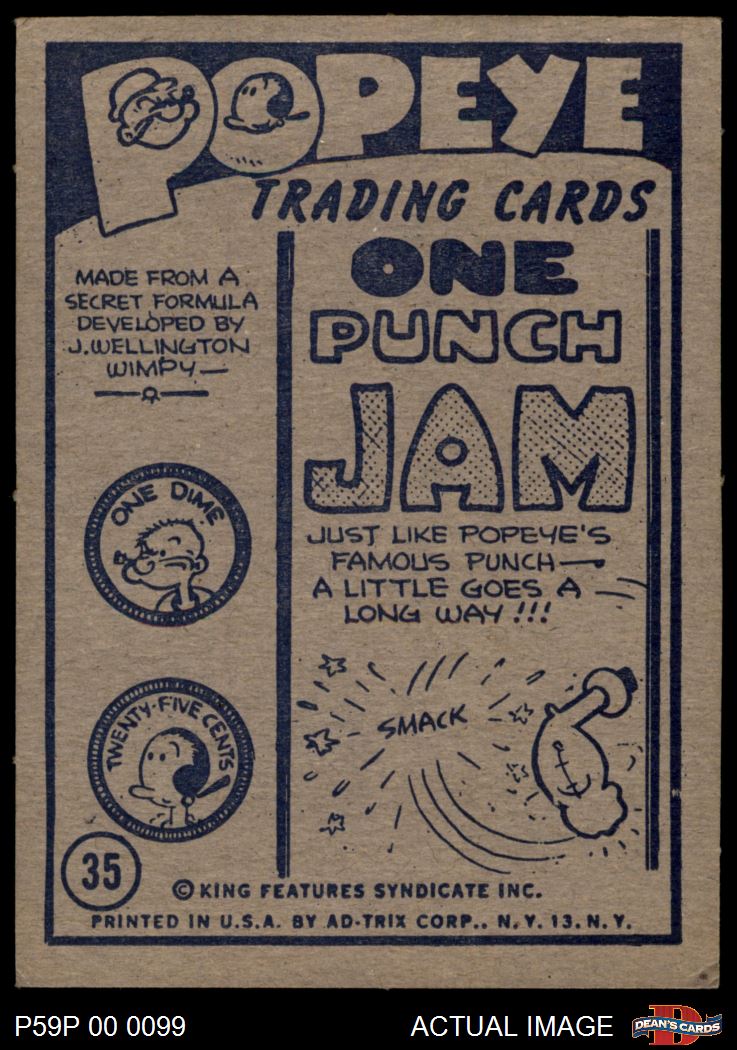 POPEYE
TRADING CARDS
MADE FROM A
SECRET FORMULA
DEVELOPED BY
J. WELLINGTON
WIMPY—
ONE DIME
TWENTY-FIVE CENTS
35
ONE
PUNCH
JAM
JUST LIKE POPEYE'S
FAMOUS PUNCH—
A LITTLE GOES A
LONG WAY!!!
SMACK
© KING FEATURES SYNDICATE INC.
PRINTED IN U.S.A. BY AD-TRIX CORP., N.Y. 13, N.Y.
P59P 00 0099
ACTUAL IMAGE
D
DEAN'S CARDS